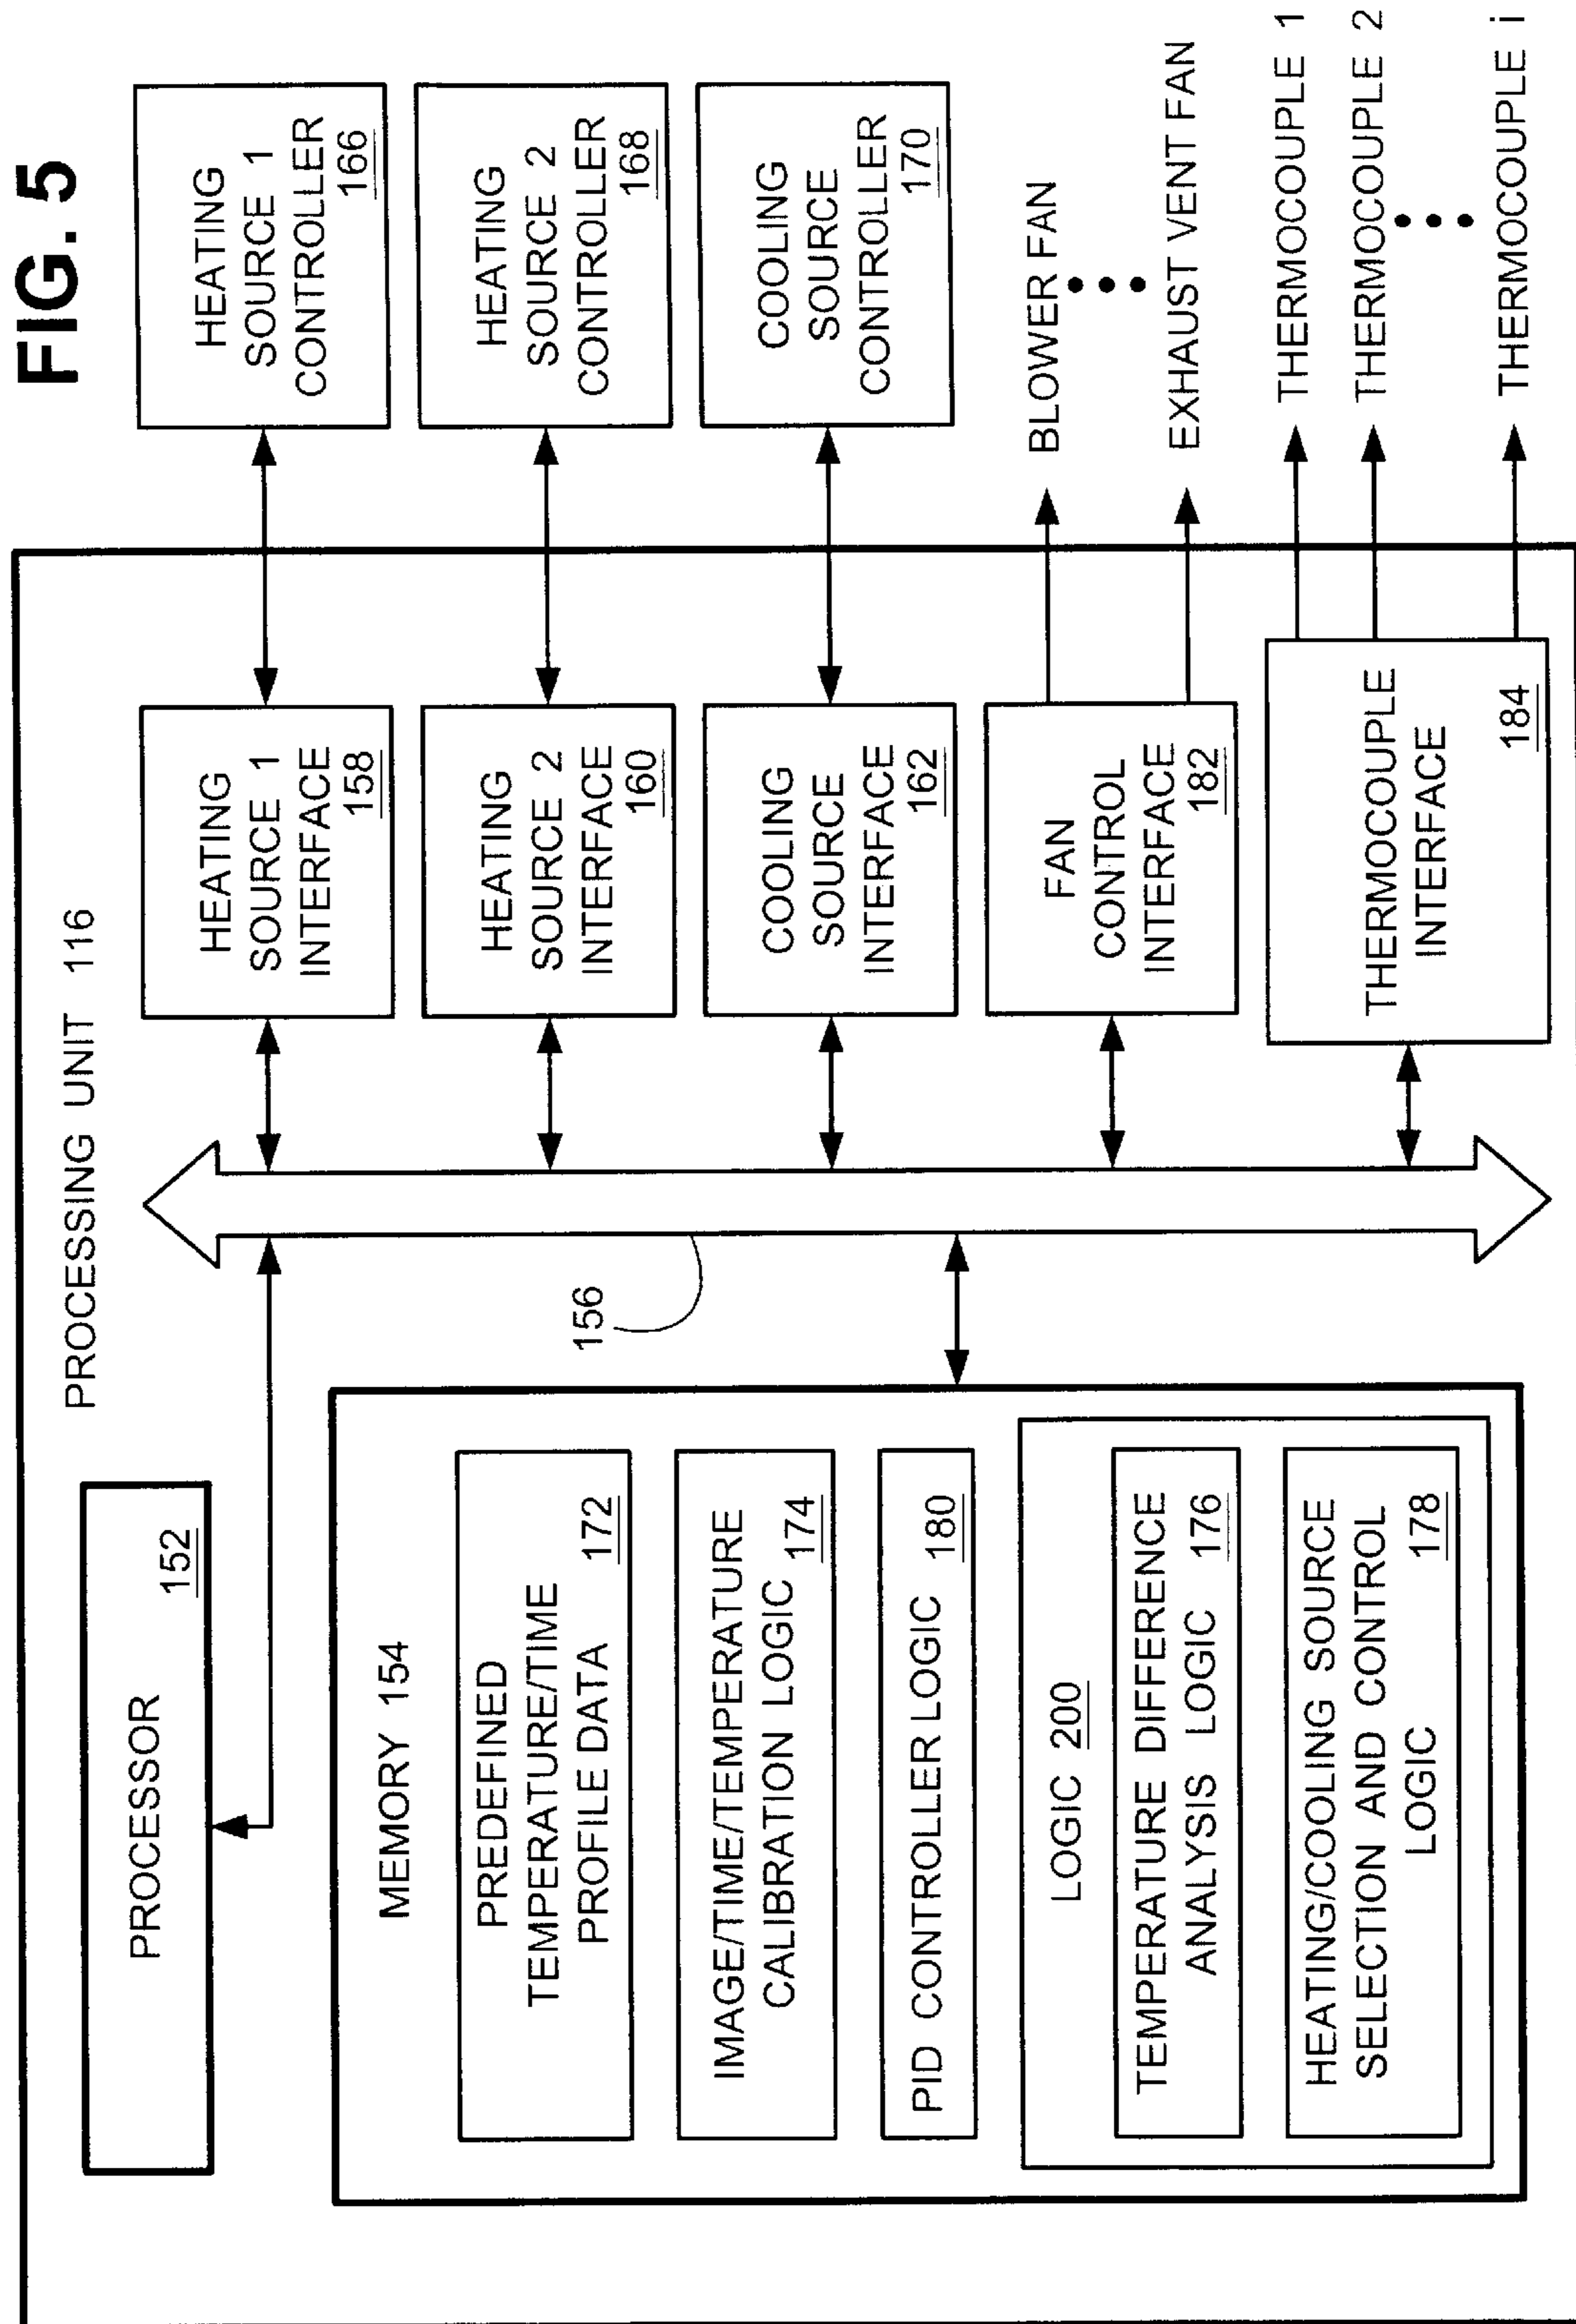 FIG. 5
PROCESSING UNIT 116
PROCESSOR
152
MEMORY 154
PREDEFINED
TEMPERATURE/TIME
PROFILE DATA 172
IMAGE/TIME/TEMPERATURE
CALIBRATION LOGIC 174
PID CONTROLLER LOGIC 180
LOGIC 200
TEMPERATURE DIFFERENCE
ANALYSIS LOGIC 176
HEATING/COOLING SOURCE
SELECTION AND CONTROL
LOGIC 178
156
HEATING
SOURCE 1
INTERFACE
158
HEATING
SOURCE 2
INTERFACE
160
COOLING
SOURCE
INTERFACE
162
FAN
CONTROL
INTERFACE
182
THERMOCOUPLE
INTERFACE
184
HEATING
SOURCE 1
CONTROLLER
166
HEATING
SOURCE 2
CONTROLLER
168
COOLING
SOURCE
CONTROLLER
170
BLOWER FAN
EXHAUST VENT FAN
THERMOCOUPLE 1
THERMOCOUPLE 2
THERMOCOUPLE i